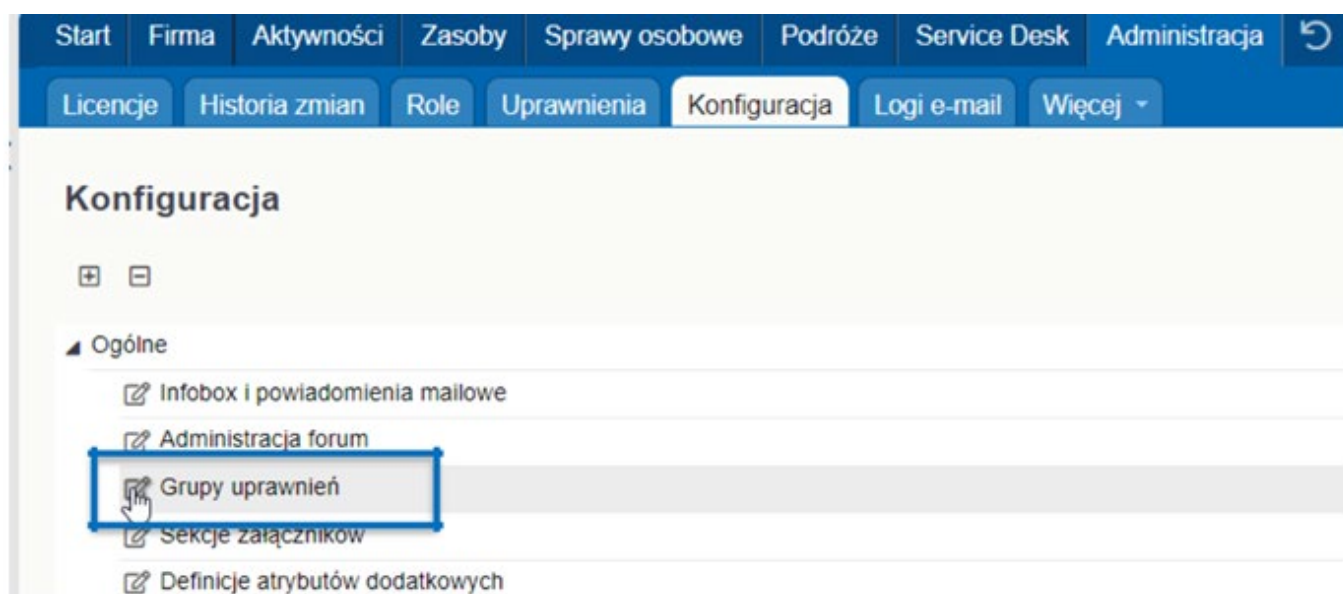 Start Firma Aktywności Zasoby Sprawy osobowe Podróże Service Desk Administracja
Licencje Historia zmian Role Uprawnienia Konfiguracja Logi e-mail Więcej
Konfiguracja
Ogólne
Infobox i powiadomienia mailowe
Administracja forum
Grupy uprawnień
Sekcje załączników
Definicje atrybutów dodatkowych